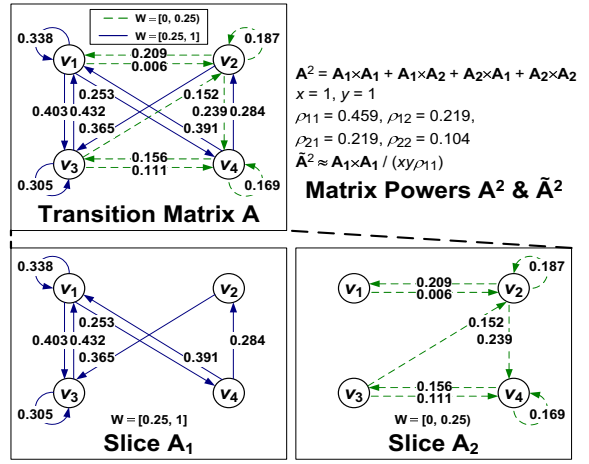 W = [0, 0.25)
W = [0.25, 1]
0.338
0.187
v1
v2
0.209
0.006
0.253
0.152
0.403 0.432
0.239 0.284
0.365
0.391
v3
v4
0.156
0.111
0.305
0.169
Transition Matrix A
A² = A₁×A₁ + A₁×A₂ + A₂×A₁ + A₂×A₂
x = 1, y = 1
ρ₁₁ = 0.459, ρ₁₂ = 0.219,
ρ₂₁ = 0.219, ρ₂₂ = 0.104
ò ≈ A₁×A₁ / (xyρ₁₁)
Matrix Powers A² & ò
0.338
v1
v2
0.253
0.403 0.432
0.284
0.365
0.391
v3
v4
0.305
W = [0.25, 1]
Slice A₁
0.187
v1
v2
0.209
0.006
0.152
0.239
v3
v4
0.156
0.111
0.169
W = [0, 0.25)
Slice A₂